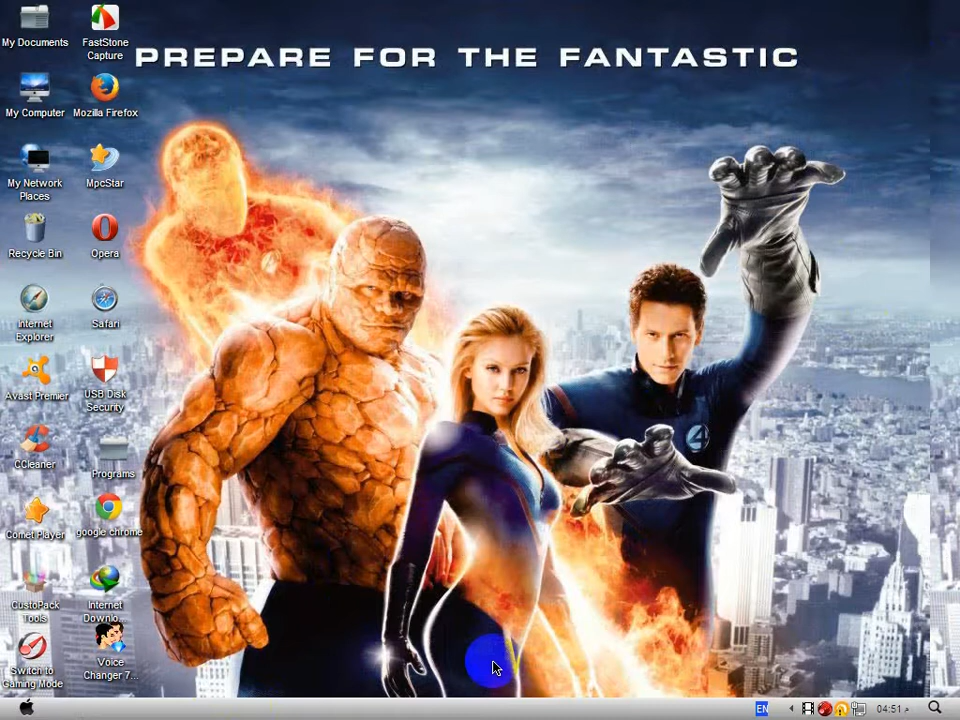 PREPARE FOR THE FANTASTIC
My Documents
FastStone
Capture
My Computer
Mozilla Firefox
My Network
Places
MpcStar
Recycle Bin
Opera
Internet
Explorer
Safari
Avast Premier
USB Disk
Security
CCleaner
Programs
Comet Player
google chrome
CustoPack
Tools
Internet
Downlo...
Switch to
Gaming Mode
Voice
Changer 7...
4
EN
04:51 م